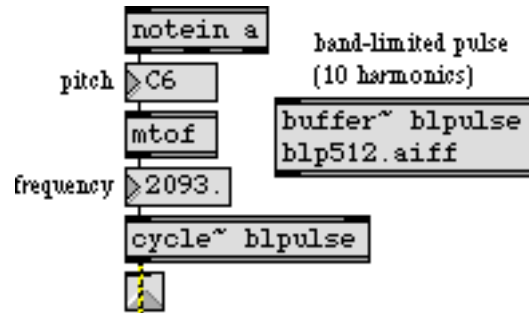 notein a
band-limited pulse
(10 harmonics)
pitch C6
buffer~ blpulse
blp512.aiff
mtof
frequency 2093.
cycle~ blpulse